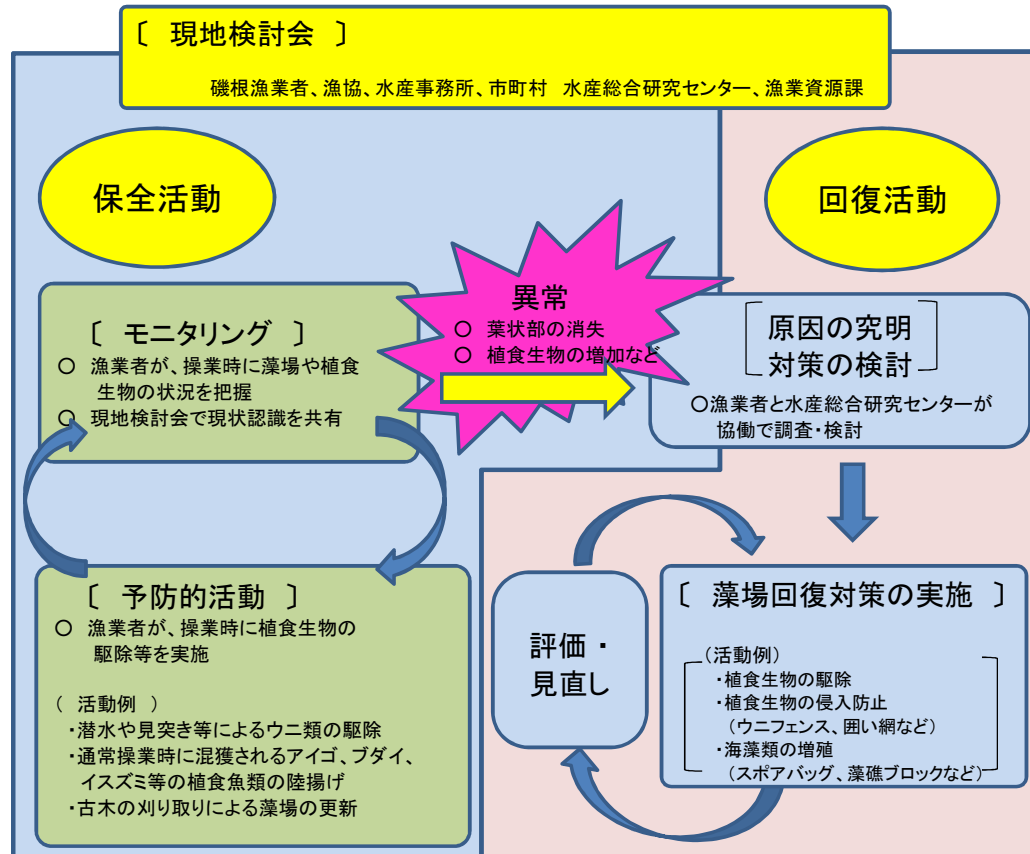 〔 現地検討会 〕
磯根漁業者、漁協、水産事務所、市町村 水産総合研究センター、漁業資源課
保全活動
回復活動
〔 モニタリング 〕
○ 漁業者が、操業時に藻場や植食
生物の状況を把握
○ 現地検討会で現状認識を共有
異常
○ 葉状部の消失
○ 植食生物の増加など
原因の究明
対策の検討
○漁業者と水産総合研究センターが
協働で調査・検討
〔 予防的活動 〕
○ 漁業者が、操業時に植食生物の
駆除等を実施
( 活動例 )
・潜水や見突き等によるウニ類の駆除
・通常操業時に混獲されるアイゴ、ブダイ、
イスズミ等の植食魚類の陸揚げ
・古木の刈り取りによる藻場の更新
評価・
見直し
〔 藻場回復対策の実施 〕
(活動例)
・植食生物の駆除
・植食生物の侵入防止
(ウニフェンス、囲い網など)
・海藻類の増殖
(スポアバッグ、藻礁ブロックなど)